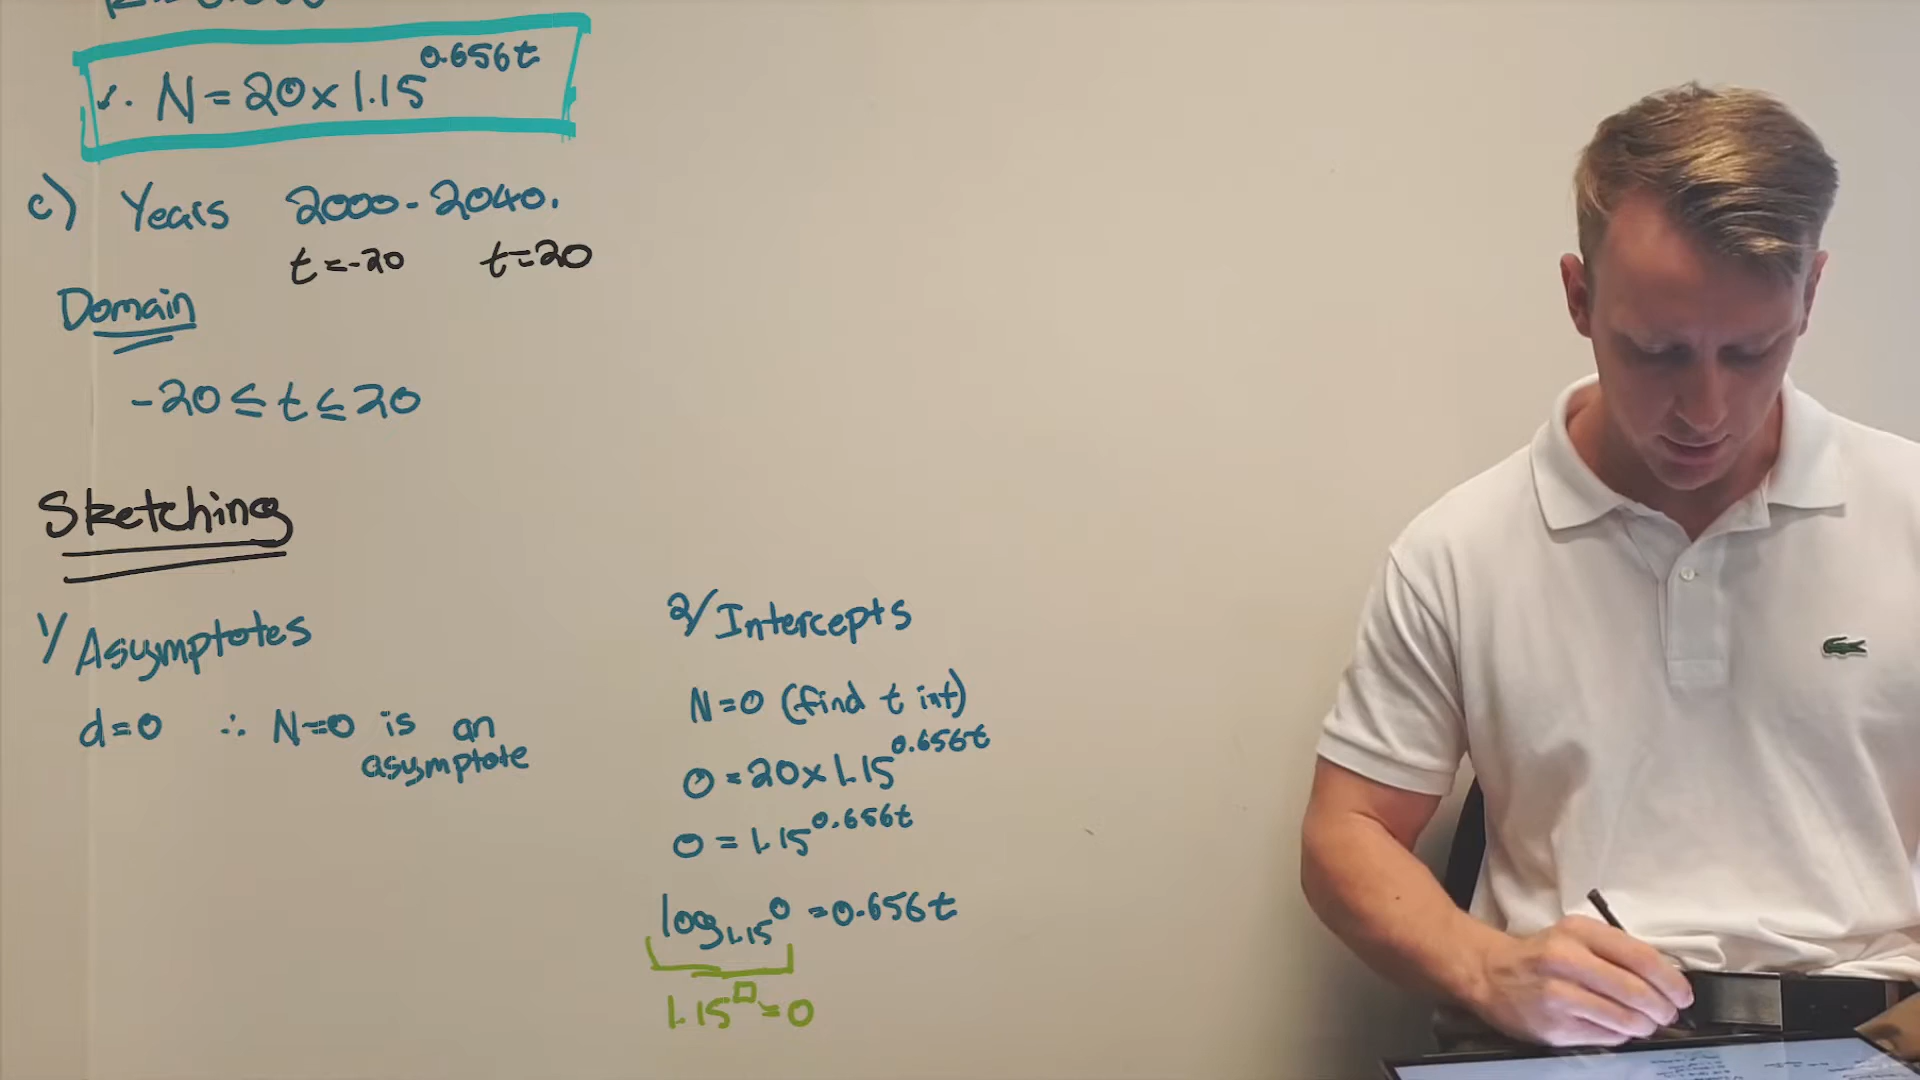 ∴ N = 20 x 1.15^0.656t
c) Years 2000 - 2040.
t = -20 t = 20
Domain
-20 ≤ t ≤ 20
Sketching
1/ Asymptotes
d = 0 ∴ N = 0 is an
asymptote
2/ Intercepts
N = 0 (find t int)
0 = 20 x 1.15^0.656t
0 = 1.15^0.656t
log_1.15 0 = 0.656t
1.15^□ = 0